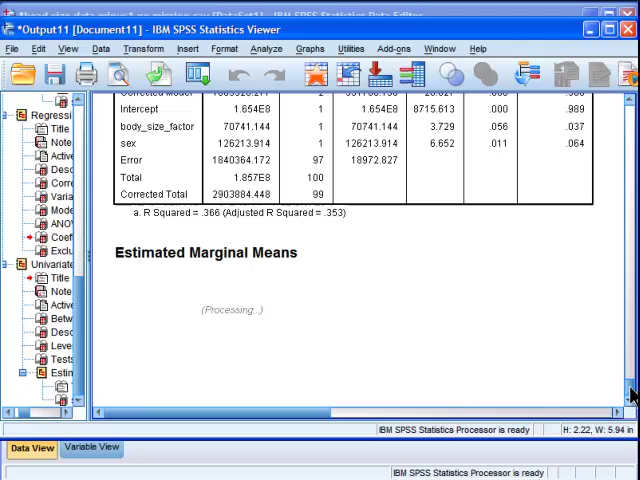 *Output11 [Document11] - IBM SPSS Statistics Viewer
File Edit View Data Transform Insert Format Analyze Graphs Utilities Add-ons Window Help
Regressi
Title
Note
Active
Desc
Corre
Varia
Mode
ANO
Coef
Exclu
Univariate
Title
Note
Active
Betw
Desc
Leve
Tests
Estin
Intercept 1.654E8 1 1.654E8 8715.613 .000 .989
body_size_factor 70741.144 1 70741.144 3.729 .056 .037
sex 126213.914 1 126213.914 6.652 .011 .064
Error 1840364.172 97 18972.827
Total 1.857E8 100
Corrected Total 2903884.448 99
a. R Squared = .366 (Adjusted R Squared = .353)
Estimated Marginal Means
(Processing..)
IBM SPSS Statistics Processor is ready H: 2.22, W: 5.94 in
Data View Variable View
IBM SPSS Statistics Processor is ready